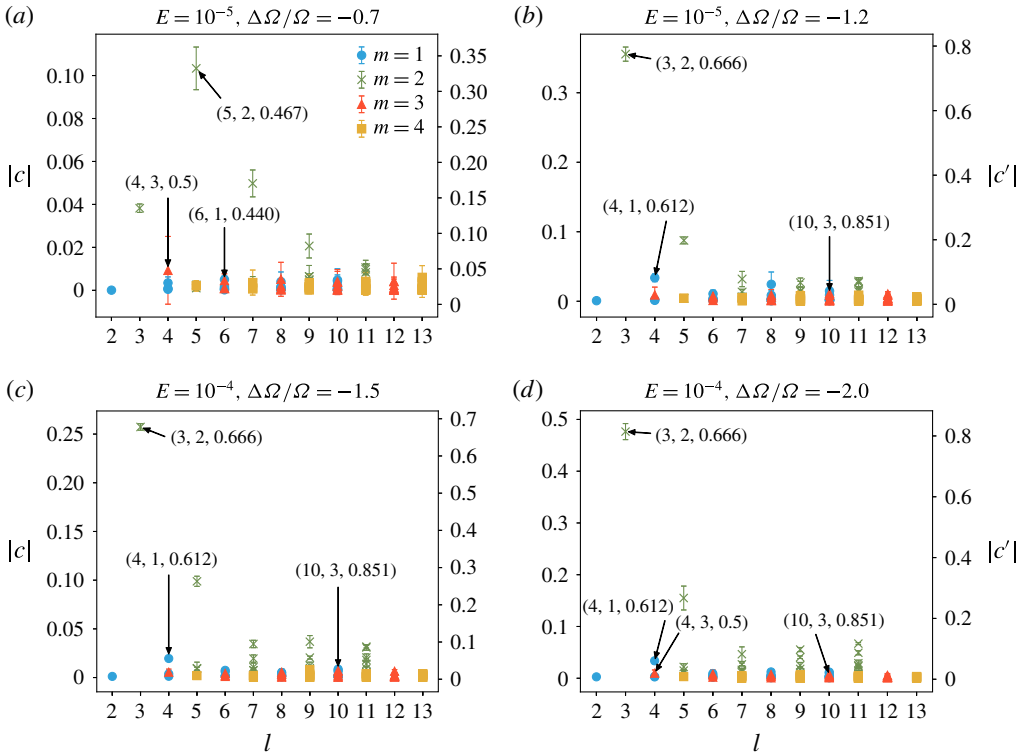 (a) E = 10⁻⁵, ΔΩ/Ω = −0.7
0.10
0.08
0.06
0.04
0.02
0
|c|
0.35
0.30
0.25
0.20
0.15
0.10
0.05
0
m = 1
m = 2
m = 3
m = 4
(5, 2, 0.467)
(4, 3, 0.5)
(6, 1, 0.440)
2 3 4 5 6 7 8 9 10 11 12 13
(b) E = 10⁻⁵, ΔΩ/Ω = −1.2
0.3
0.2
0.1
0
0.8
0.6
0.4
0.2
0
|c′|
(3, 2, 0.666)
(4, 1, 0.612)
(10, 3, 0.851)
2 3 4 5 6 7 8 9 10 11 12 13
(c) E = 10⁻⁴, ΔΩ/Ω = −1.5
0.25
0.20
0.15
0.10
0.05
0
|c|
0.7
0.6
0.5
0.4
0.3
0.2
0.1
0
(3, 2, 0.666)
(4, 1, 0.612)
(10, 3, 0.851)
2 3 4 5 6 7 8 9 10 11 12 13
l
(d) E = 10⁻⁴, ΔΩ/Ω = −2.0
0.5
0.4
0.3
0.2
0.1
0
0.8
0.6
0.4
0.2
0
|c′|
(3, 2, 0.666)
(4, 1, 0.612)
(4, 3, 0.5)
(10, 3, 0.851)
2 3 4 5 6 7 8 9 10 11 12 13
l